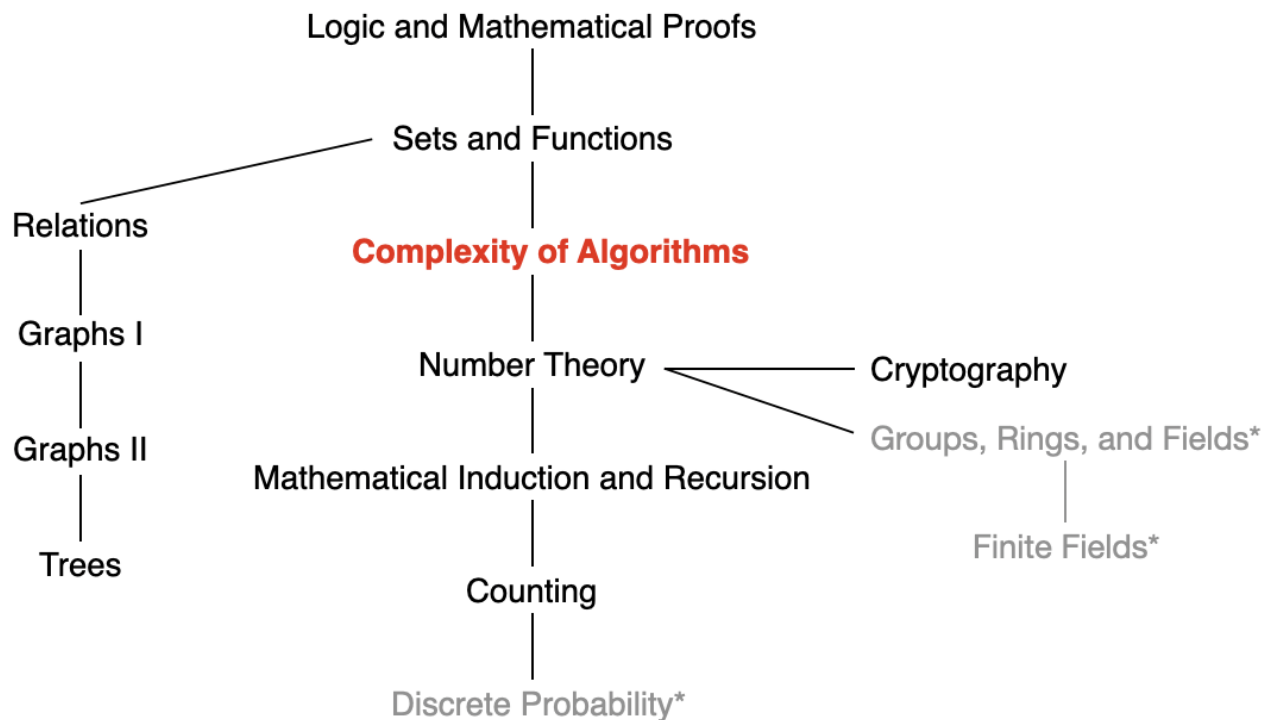 Logic and Mathematical Proofs
Sets and Functions
Relations
Complexity of Algorithms
Graphs I
Number Theory
Cryptography
Groups, Rings, and Fields*
Graphs II
Mathematical Induction and Recursion
Finite Fields*
Trees
Counting
Discrete Probability*